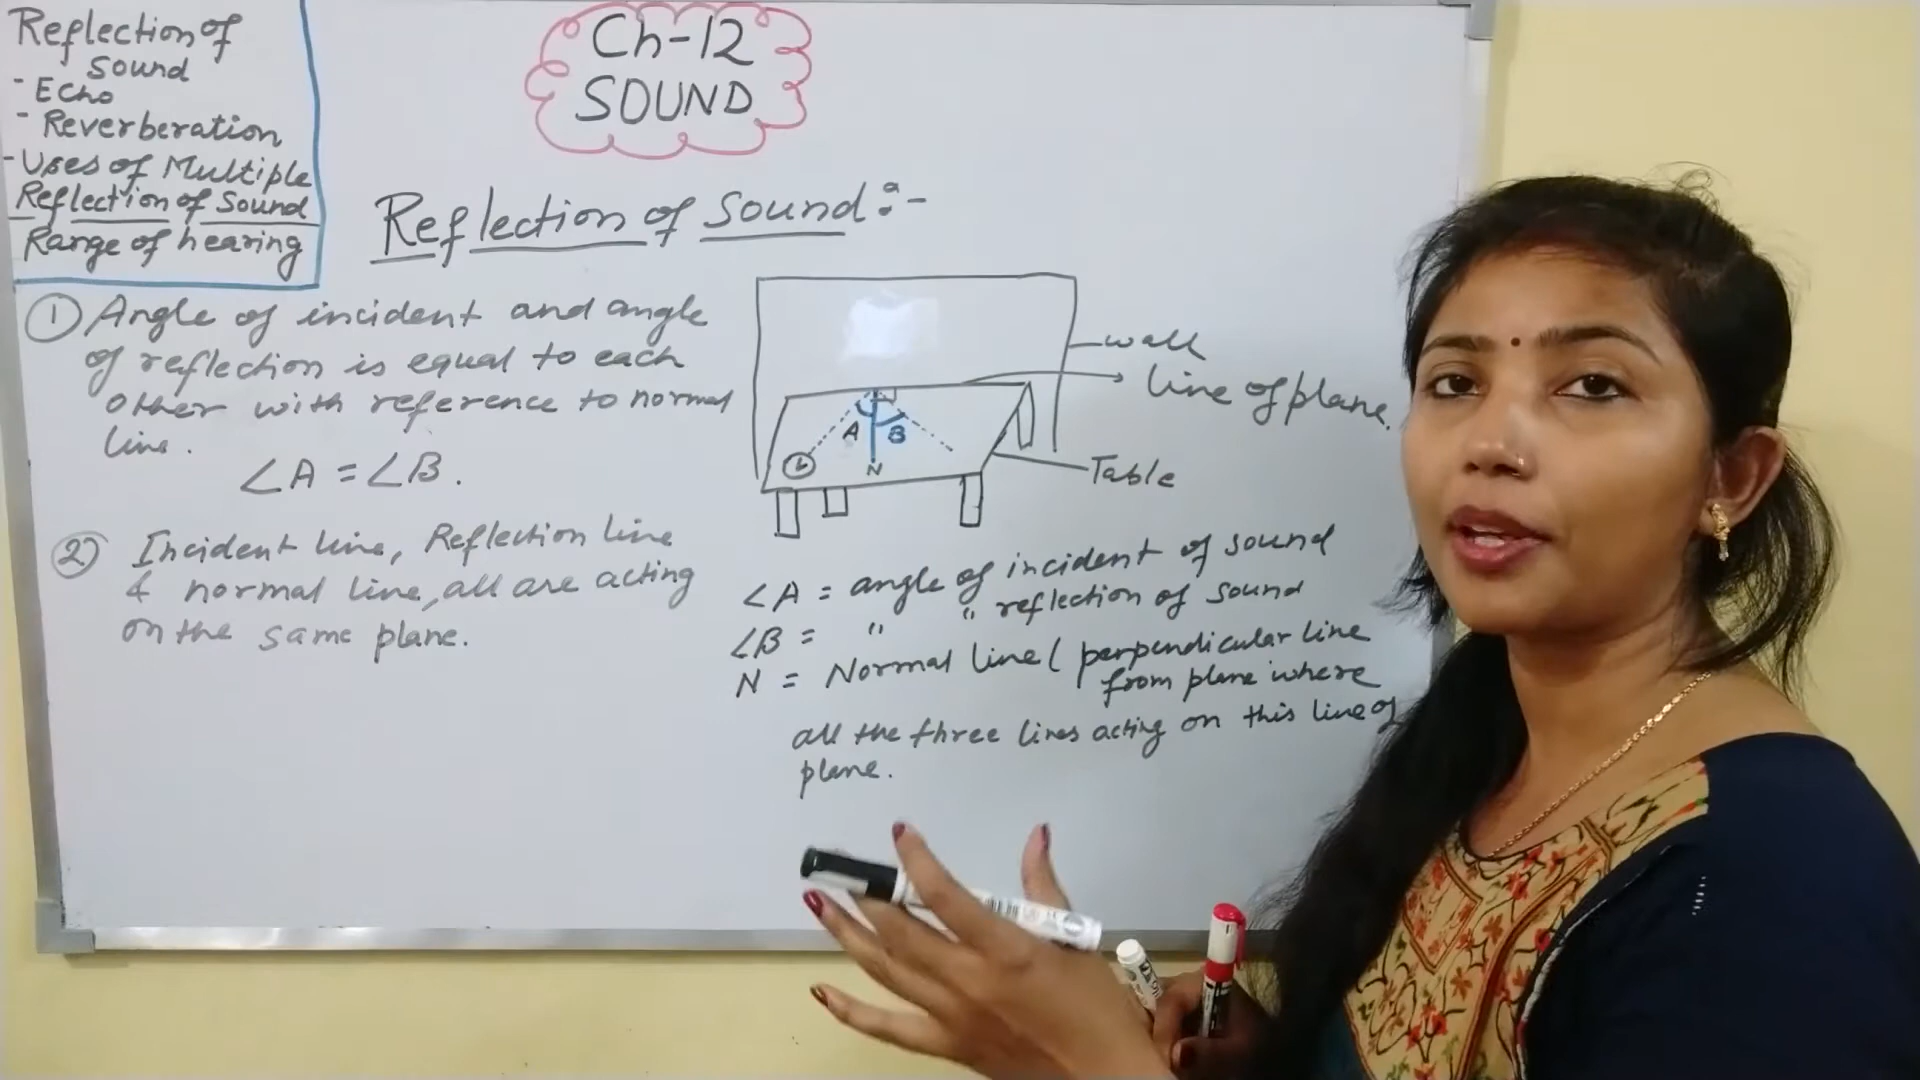 Reflection of
Sound
- Echo
- Reverberation
- Uses of Multiple
Reflection of Sound
Range of hearing
Ch-12
SOUND
Reflection of Sound:-
① Angle of incident and angle
of reflection is equal to each
other with reference to normal
line.
∠A = ∠B.
② Incident line, Reflection line
& normal line, all are acting
on the same plane.
wall
line of plane.
A
B
N
Table
∠A = angle of incident of sound
∠B = " " reflection of sound
N = Normal line ( perpendicular line
from plane where
all the three lines acting on this line of
plane.